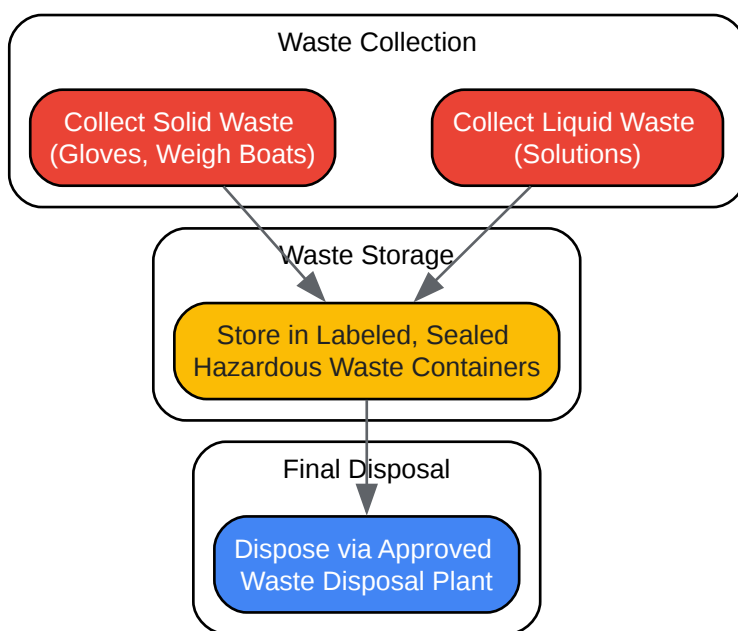 Waste Collection
Collect Solid Waste
(Gloves, Weigh Boats)
Collect Liquid Waste
(Solutions)
Waste Storage
Store in Labeled, Sealed
Hazardous Waste Containers
Final Disposal
Dispose via Approved
Waste Disposal Plant